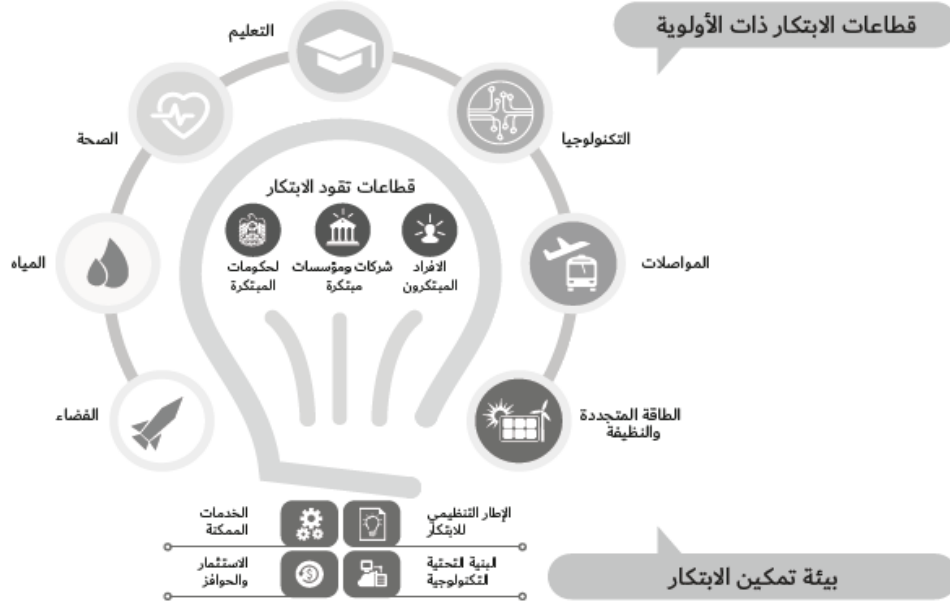 قطاعات الابتكار ذات الأولوية
التعليم
التكنولوجيا
الصحة
قطاعات تقود الابتكار
الافراد
المبتكرون
شركات ومؤسسات
مبتكرة
لحكومات
المبتكرة
المواصلات
المياه
الطاقة المتجددة
والنظيفة
الفضاء
الإطار التنظيمي
للابتكار
الخدمات
الممكنة
البنية التحتية
التكنولوجية
الاستثمار
والحوافز
بيئة تمكين الابتكار